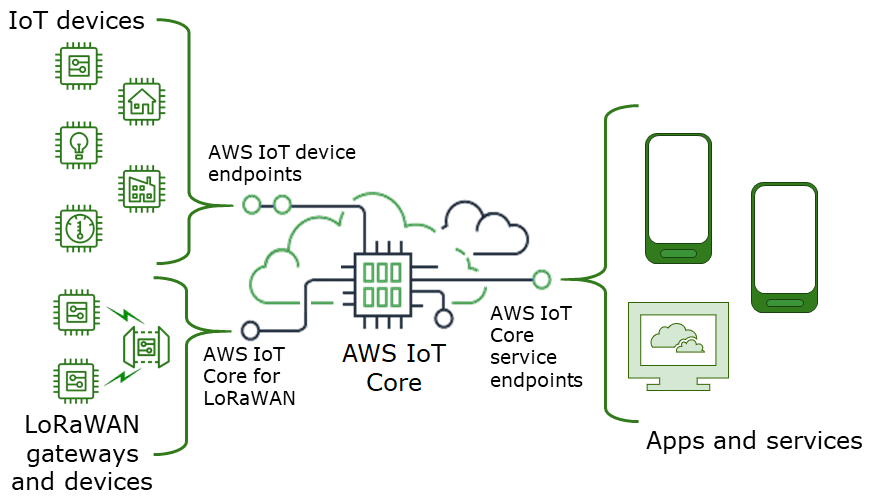 IoT devices
AWS IoT device
endpoints
AWS IoT
Core for
LoRaWAN
LoRaWAN
gateways
and devices
AWS IoT
Core
AWS IoT
Core
service
endpoints
Apps and services